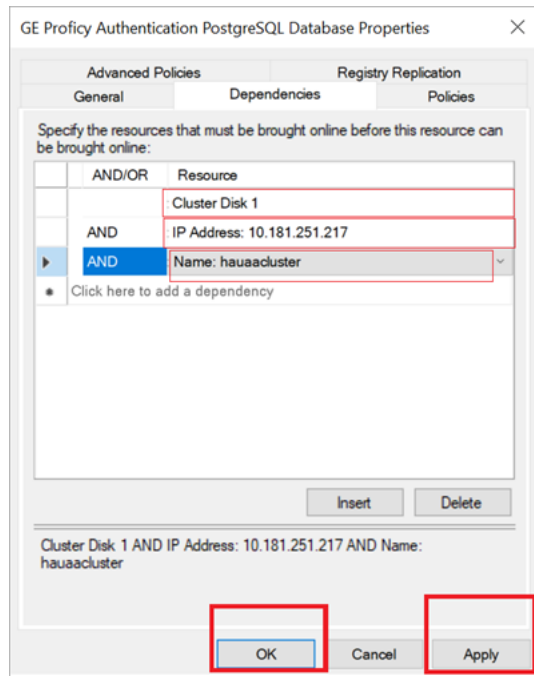 GE Proficy Authentication PostgreSQL Database Properties
Advanced Policies Registry Replication
General Dependencies Policies
Specify the resources that must be brought online before this resource can
be brought online:
AND/OR Resource
Cluster Disk 1
AND IP Address: 10.181.251.217
AND Name: hauaacluster
Click here to add a dependency
Insert Delete
Cluster Disk 1 AND IP Address: 10.181.251.217 AND Name:
hauaacluster
OK Cancel Apply